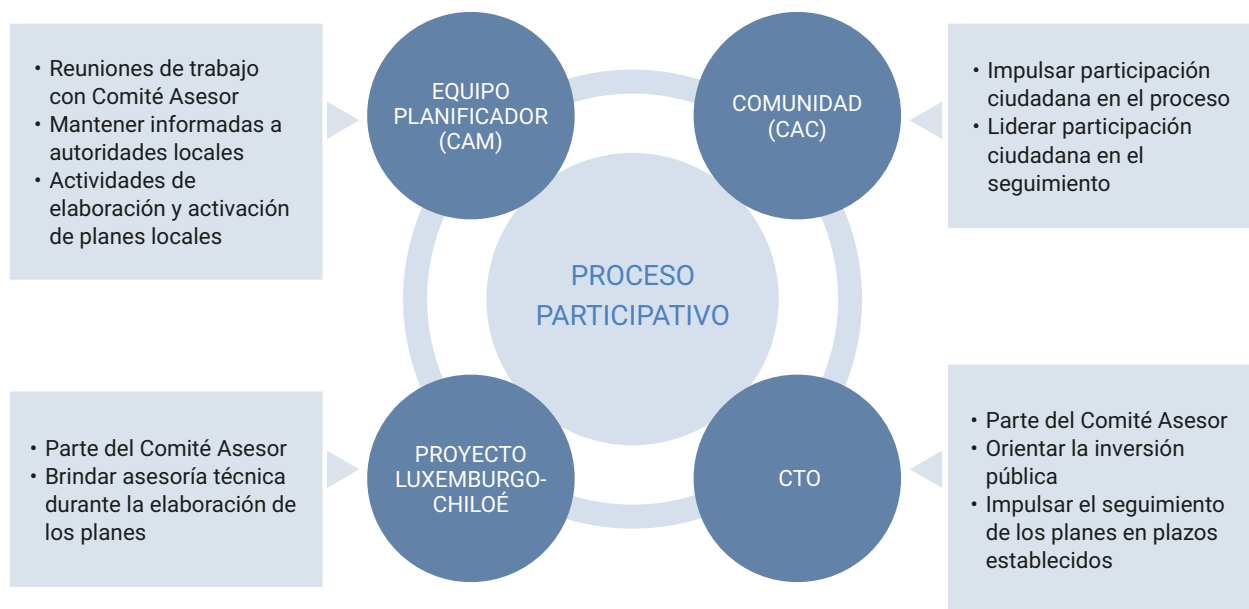 • Reuniones de trabajo
con Comité Asesor
• Mantener informadas a
autoridades locales
• Actividades de
elaboración y activación
de planes locales
EQUIPO
PLANIFICADOR
(CAM)
COMUNIDAD
(CAC)
• Impulsar participación
ciudadana en el proceso
• Liderar participación
ciudadana en el
seguimiento
PROCESO
PARTICIPATIVO
• Parte del Comité Asesor
• Brindar asesoría técnica
durante la elaboración de
los planes
PROYECTO
LUXEMBURGO-
CHILOÉ
CTO
• Parte del Comité Asesor
• Orientar la inversión
pública
• Impulsar el seguimiento
de los planes en plazos
establecidos